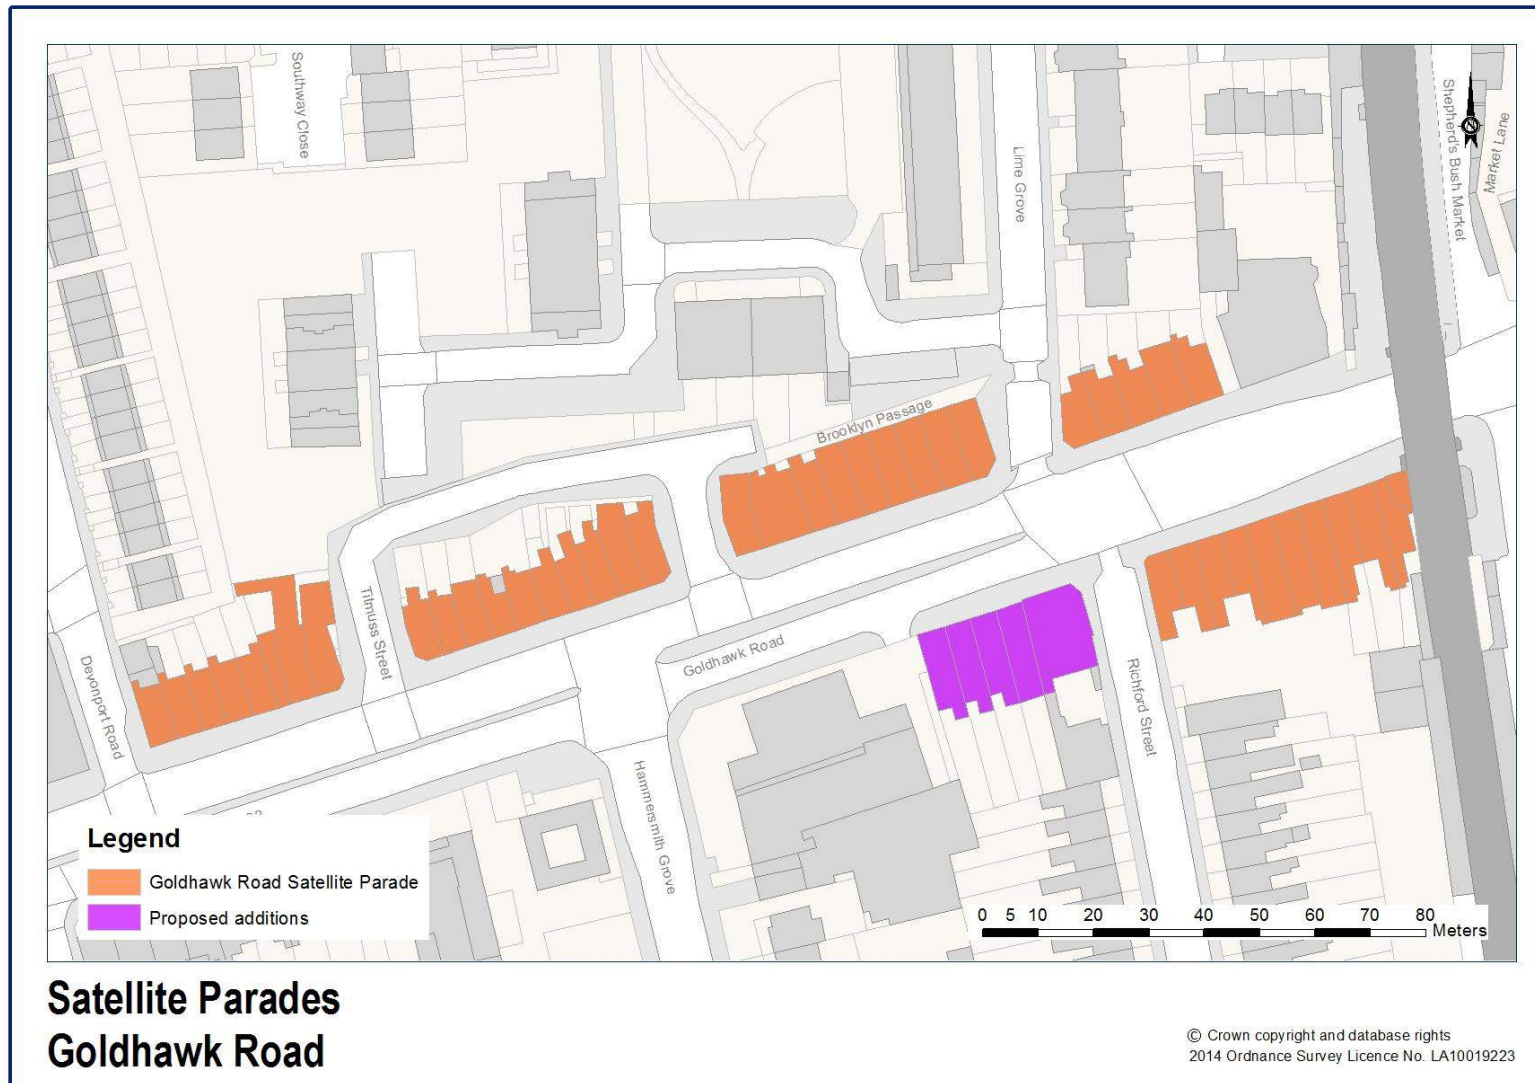 Southway Close
Lime Grove
Shepherd's Bush Market
Market Lane
N
Brooklyn Passage
Titmuss Street
Devonport Road
Goldhawk Road
Richford Street
Hammersmith Grove
Legend
Goldhawk Road Satellite Parade
Proposed additions
0 5 10 20 30 40 50 60 70 80
Meters
Satellite Parades
Goldhawk Road
© Crown copyright and database rights
2014 Ordnance Survey Licence No. LA10019223